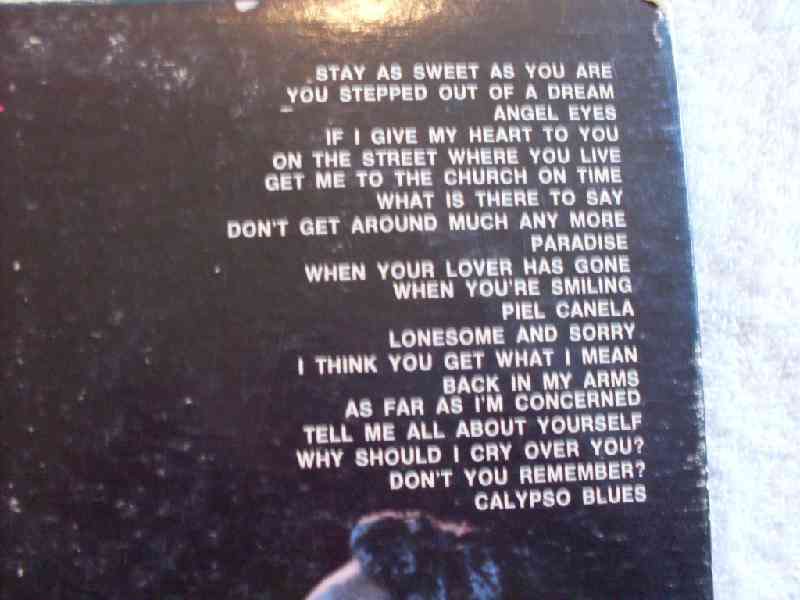 STAY AS SWEET AS YOU ARE
YOU STEPPED OUT OF A DREAM
ANGEL EYES
IF I GIVE MY HEART TO YOU
ON THE STREET WHERE YOU LIVE
GET ME TO THE CHURCH ON TIME
WHAT IS THERE TO SAY
DON'T GET AROUND MUCH ANY MORE
PARADISE
WHEN YOUR LOVER HAS GONE
WHEN YOU'RE SMILING
PIEL CANELA
LONESOME AND SORRY
I THINK YOU GET WHAT I MEAN
BACK IN MY ARMS
AS FAR AS I'M CONCERNED
TELL ME ALL ABOUT YOURSELF
WHY SHOULD I CRY OVER YOU?
DON'T YOU REMEMBER?
CALYPSO BLUES